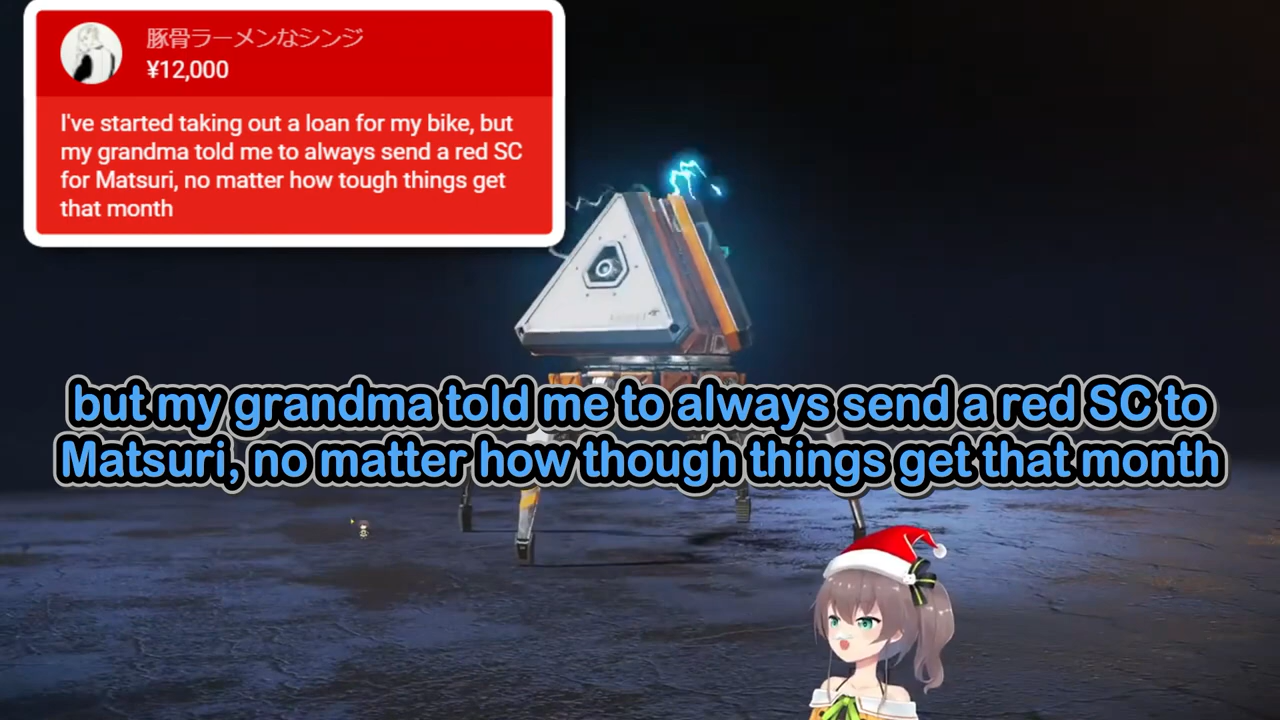 豚骨ラーメンなシンジ
¥12,000
I've started taking out a loan for my bike, but
my grandma told me to always send a red SC
for Matsuri, no matter how tough things get
that month
but my grandma told me to always send a red SC to
Matsuri, no matter how though things get that month